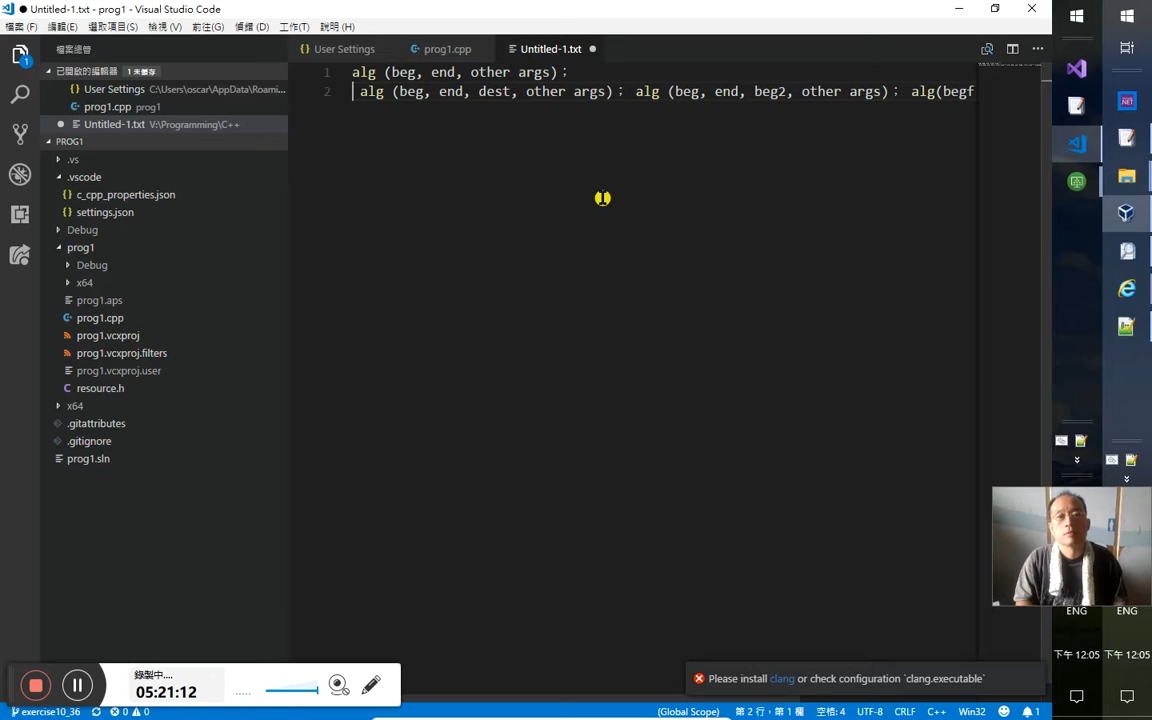 ● Untitled-1.txt - prog1 - Visual Studio Code
檔案 (F) 編輯(E) 選取項目(S) 檢視 (V) 前往(G) 偵錯 (D) 工作(T) 說明 (H)
檔案總管
User Settings
prog1.cpp
Untitled-1.txt
已開啟的編輯器 1 未儲存
User Settings C:\Users\oscar\AppData\Roami...
prog1.cpp prog1
Untitled-1.txt V:\Programming\C++
PROG1
.vs
.vscode
c_cpp_properties.json
settings.json
Debug
prog1
Debug
x64
prog1.aps
prog1.cpp
prog1.vcxproj
prog1.vcxproj.filters
prog1.vcxproj.user
resource.h
x64
.gitattributes
.gitignore
prog1.sln
1 alg (beg, end, other args)；
2 alg (beg, end, dest, other args)； alg (beg, end, beg2, other args)； alg(begf
錄製中....
05:21:12
Please install clang or check configuration `clang.executable`
exercise10_36 0 0
(Global Scope) 第 2 行，第 1 欄 空格: 4 UTF-8 CRLF C++ Win32 1
ENG ENG
下午 12:05 下午 12:05